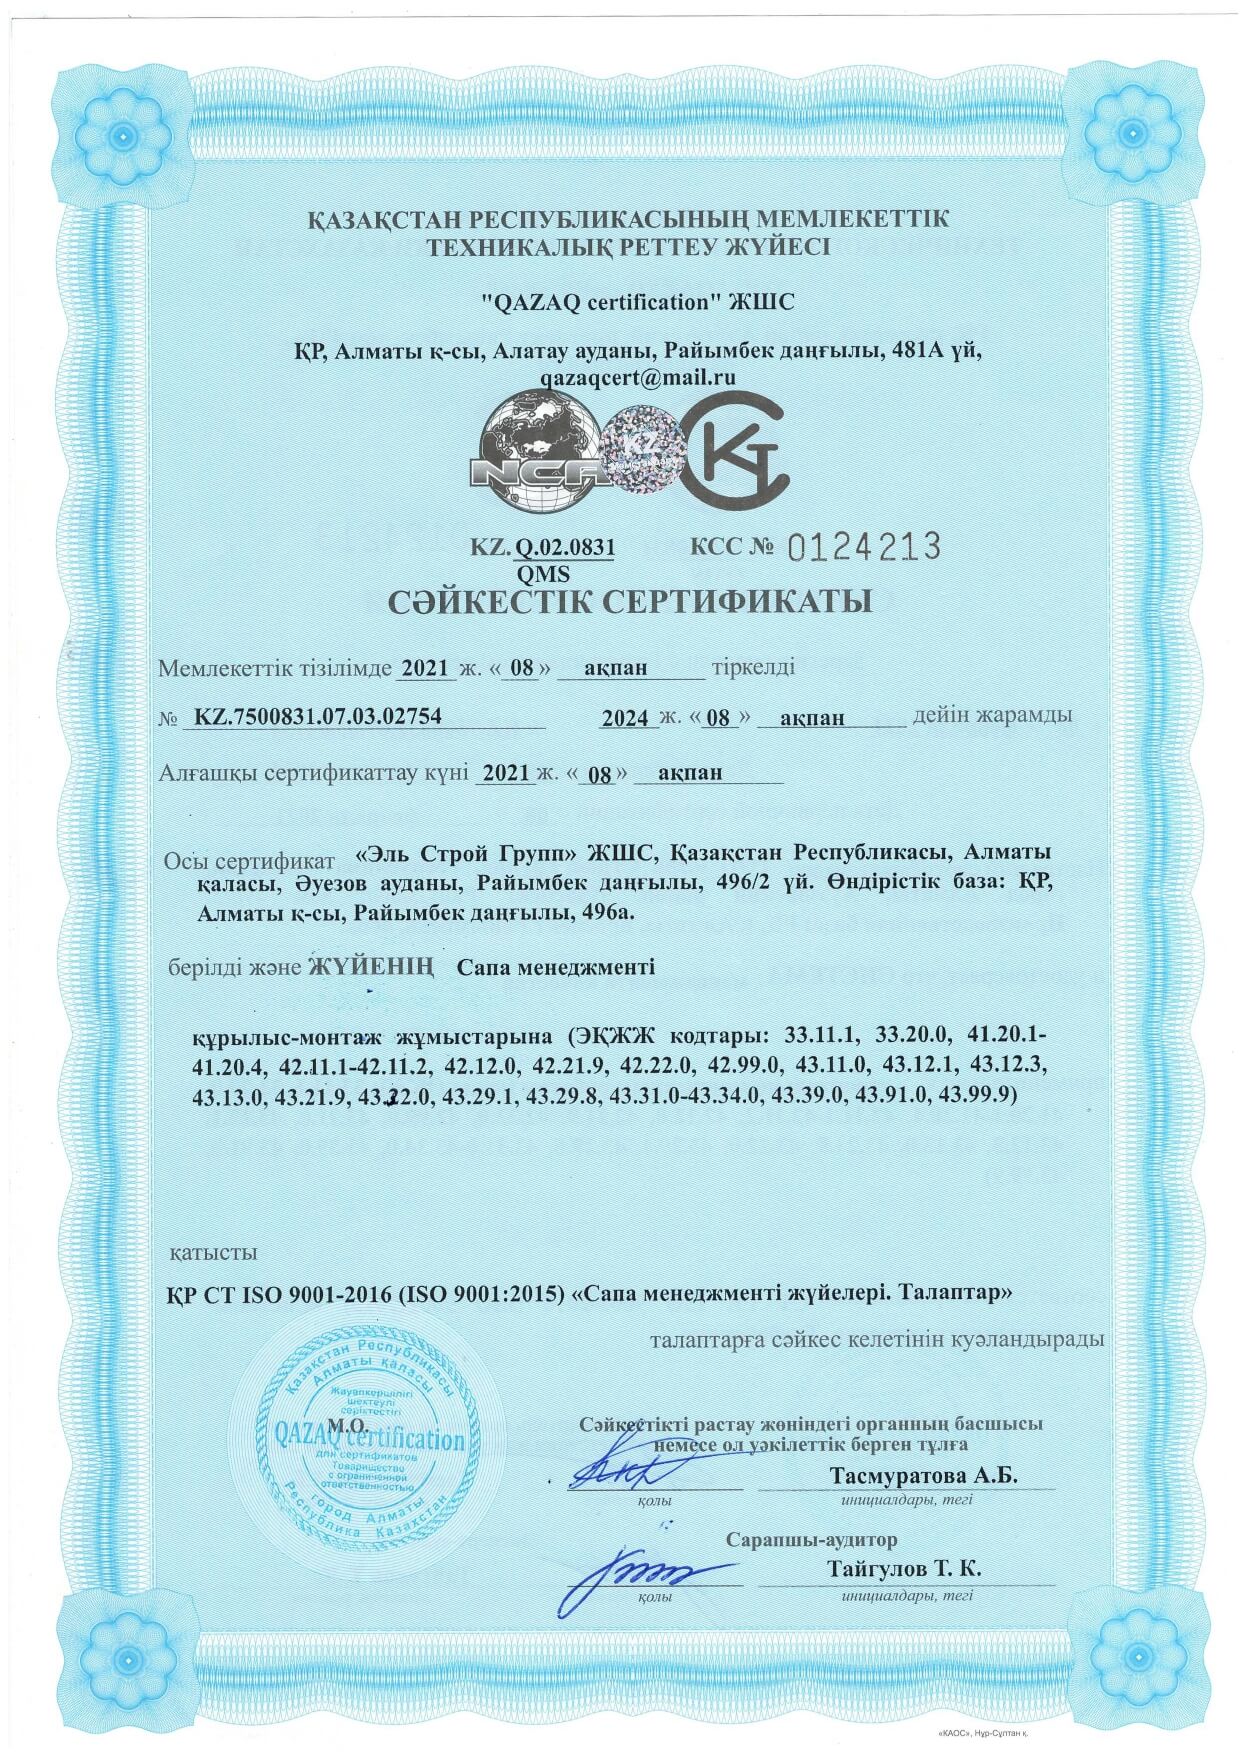 ҚАЗАҚСТАН РЕСПУБЛИКАСЫНЫҢ МЕМЛЕКЕТТІК
ТЕХНИКАЛЫҚ РЕТТЕУ ЖҮЙЕСІ
"QAZAQ certification" ЖШС
ҚР, Алматы қ-сы, Алатау ауданы, Райымбек даңғылы, 481А үй,
qazaqcert@mail.ru
NCA
KZ
KZ. Q.02.0831
QMS
КСС № 0124213
СӘЙКЕСТІК СЕРТИФИКАТЫ
Мемлекеттік тізілімде 2021 ж. « 08 » ақпан тіркелді
№ KZ.7500831.07.03.02754 2024 ж. « 08 » ақпан дейін жарамды
Алғашқы сертификаттау күні 2021 ж. « 08 » ақпан
Осы сертификат «Эль Строй Групп» ЖШС, Қазақстан Республикасы, Алматы
қаласы, Әуезов ауданы, Райымбек даңғылы, 496/2 үй. Өндірістік база: ҚР,
Алматы қ-сы, Райымбек даңғылы, 496а.
берілді және ЖҮЙЕНІҢ Сапа менеджменті
құрылыс-монтаж жұмыстарына (ЭҚЖЖ кодтары: 33.11.1, 33.20.0, 41.20.1-
41.20.4, 42.11.1-42.11.2, 42.12.0, 42.21.9, 42.22.0, 42.99.0, 43.11.0, 43.12.1, 43.12.3,
43.13.0, 43.21.9, 43.22.0, 43.29.1, 43.29.8, 43.31.0-43.34.0, 43.39.0, 43.91.0, 43.99.9)
қатысты
ҚР СТ ISO 9001-2016 (ISO 9001:2015) «Сапа менеджменті жүйелері. Талаптар»
талаптарға сәйкес келетінін куәландырады
Қазақстан Республикасы
Алматы қаласы
Жауапкершілігі
шектеулі
серіктестігі
М.О.
QAZAQ certification
для сертификатов
Товарищество
с ограниченной
ответственностью
город Алматы
Республика Казахстан
Сәйкестікті растау жөніндегі органның басшысы
немесе ол уәкілеттік берген тұлға
Тасмуратова А.Б.
қолы инициалдары, тегі
Сарапшы-аудитор
Тайгулов Т. К.
қолы инициалдары, тегі
«КАОС», Нұр-Сұлтан қ.